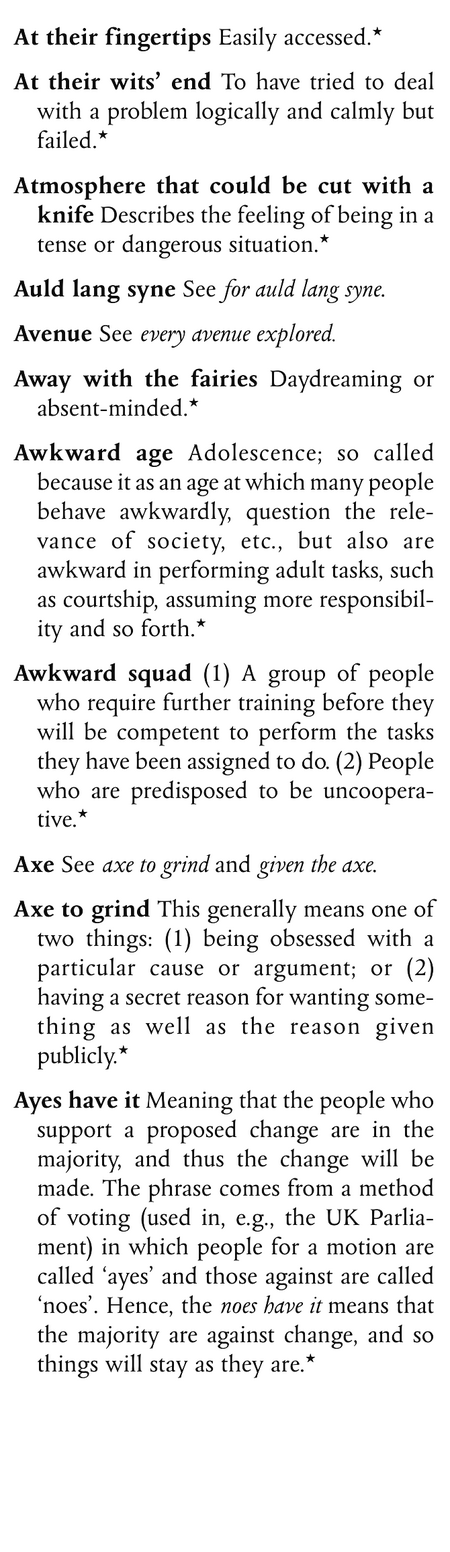 At their fingertips Easily accessed.★
At their wits’ end To have tried to deal
with a problem logically and calmly but
failed.★
Atmosphere that could be cut with a
knife Describes the feeling of being in a
tense or dangerous situation.★
Auld lang syne See for auld lang syne.
Avenue See every avenue explored.
Away with the fairies Daydreaming or
absent-minded.★
Awkward age Adolescence; so called
because it as an age at which many people
behave awkwardly, question the rele-
vance of society, etc., but also are
awkward in performing adult tasks, such
as courtship, assuming more responsibil-
ity and so forth.★
Awkward squad (1) A group of people
who require further training before they
will be competent to perform the tasks
they have been assigned to do. (2) People
who are predisposed to be uncoopera-
tive.★
Axe See axe to grind and given the axe.
Axe to grind This generally means one of
two things: (1) being obsessed with a
particular cause or argument; or (2)
having a secret reason for wanting some-
thing as well as the reason given
publicly.★
Ayes have it Meaning that the people who
support a proposed change are in the
majority, and thus the change will be
made. The phrase comes from a method
of voting (used in, e.g., the UK Parlia-
ment) in which people for a motion are
called ‘ayes’ and those against are called
‘noes’. Hence, the noes have it means that
the majority are against change, and so
things will stay as they are.★